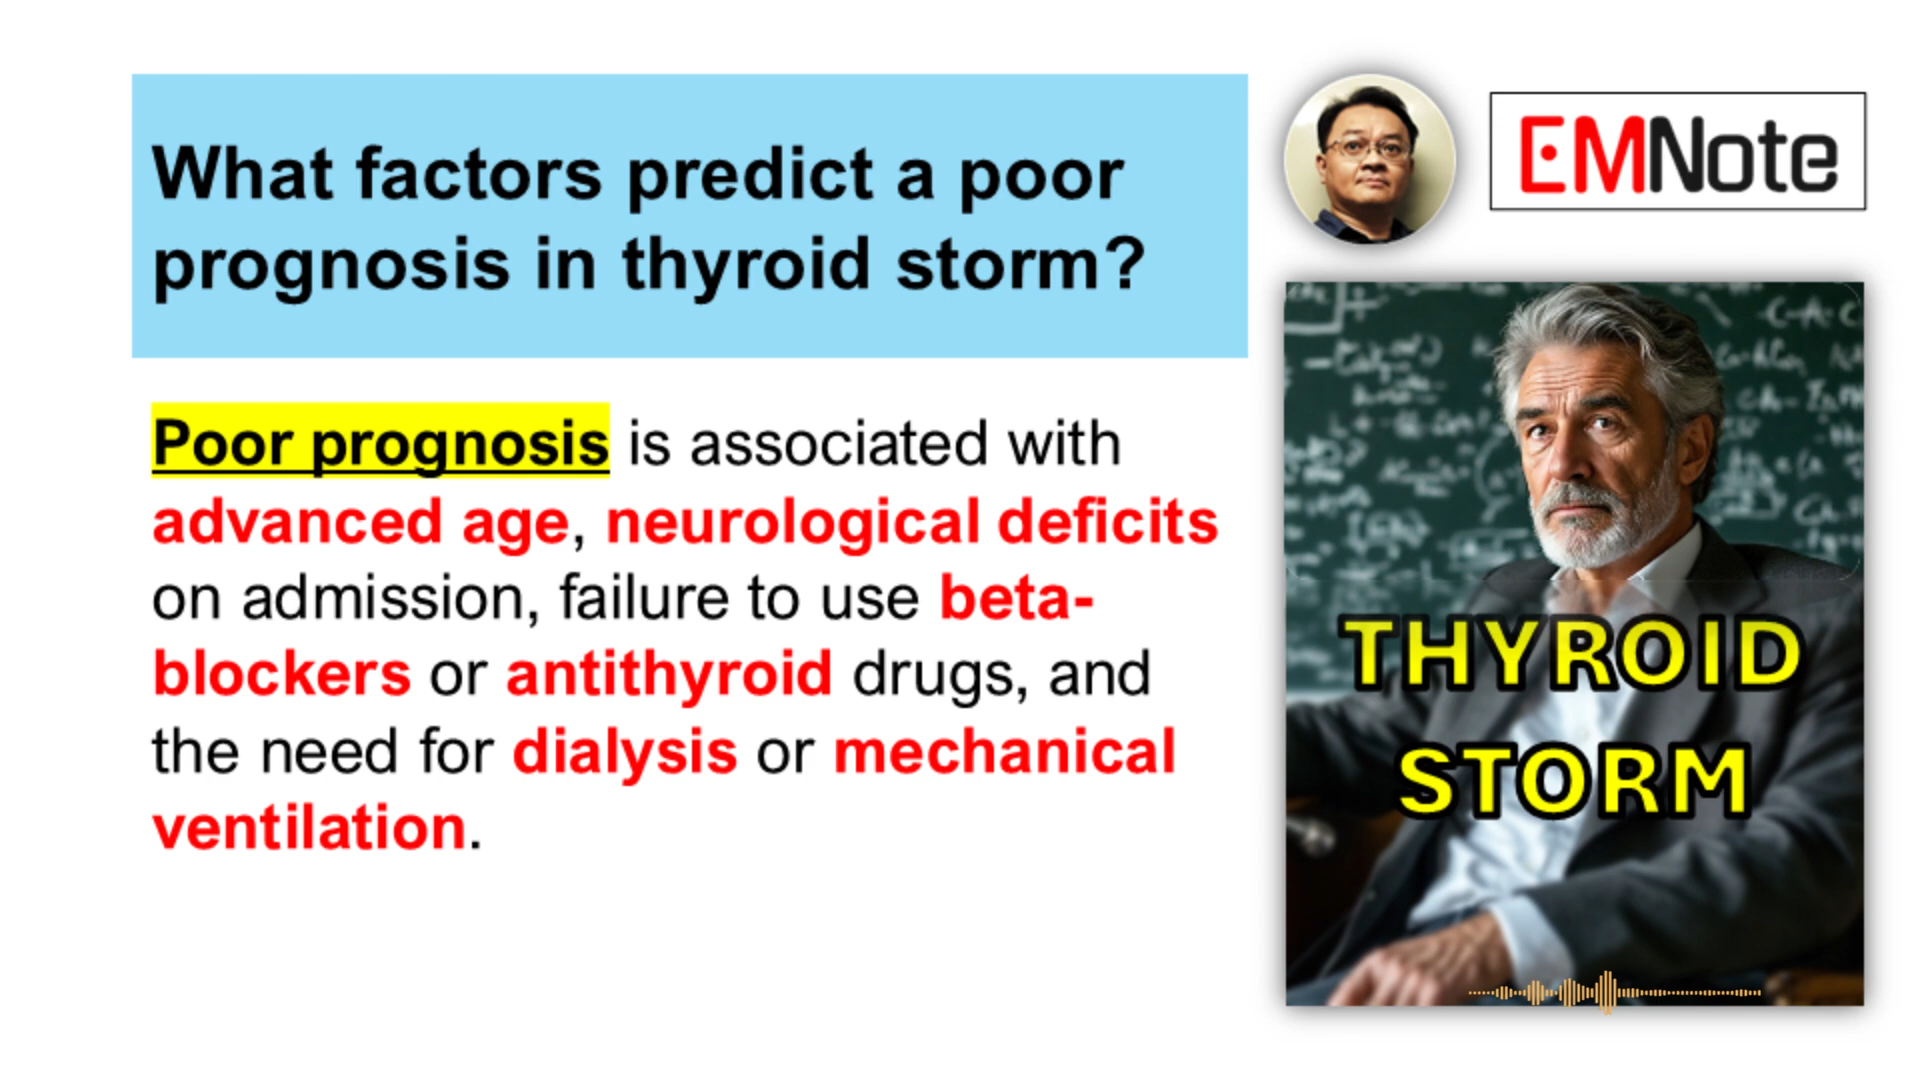 What factors predict a poor
prognosis in thyroid storm?
Poor prognosis is associated with
advanced age, neurological deficits
on admission, failure to use beta-
blockers or antithyroid drugs, and
the need for dialysis or mechanical
ventilation.
EMNote
THYROID
STORM